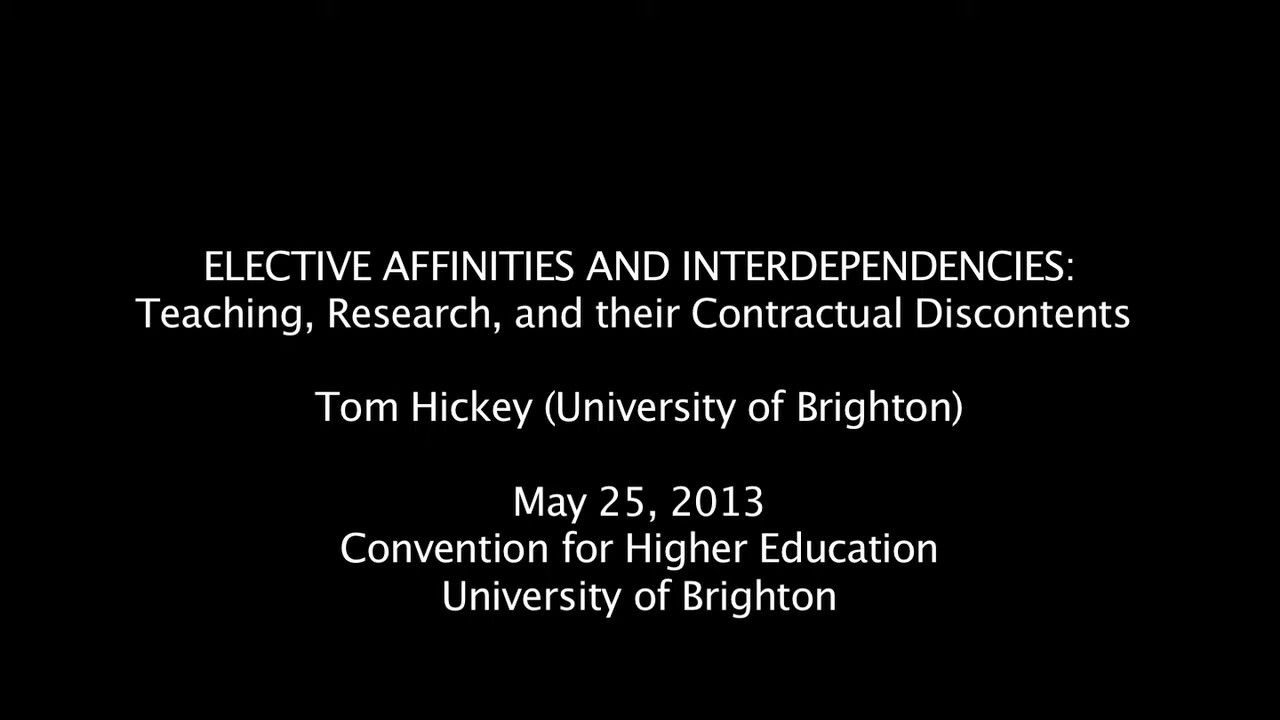 ELECTIVE AFFINITIES AND INTERDEPENDENCIES:
Teaching, Research, and their Contractual Discontents
Tom Hickey (University of Brighton)
May 25, 2013
Convention for Higher Education
University of Brighton